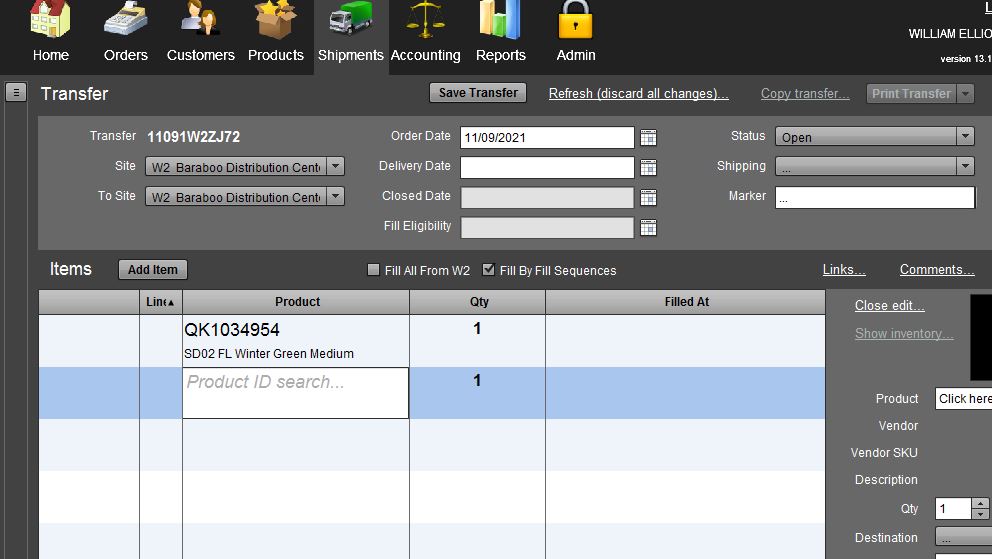 Home Orders Customers Products Shipments Accounting Reports Admin
WILLIAM ELLIO
version 13.1
Transfer Save Transfer Refresh (discard all changes)... Copy transfer... Print Transfer
Transfer 11091W2ZJ72 Order Date 11/09/2021 Status Open
Site W2 Baraboo Distribution Cente Delivery Date Shipping ...
To Site W2 Baraboo Distribution Cente Closed Date Marker ...
Fill Eligibility
Items Add Item Fill All From W2 Fill By Fill Sequences Links... Comments...
Line Product Qty Filled At
QK1034954 1
SD02 FL Winter Green Medium
Product ID search... 1
Close edit...
Show inventory...
Product Click here
Vendor
Vendor SKU
Description
Qty 1
Destination ...